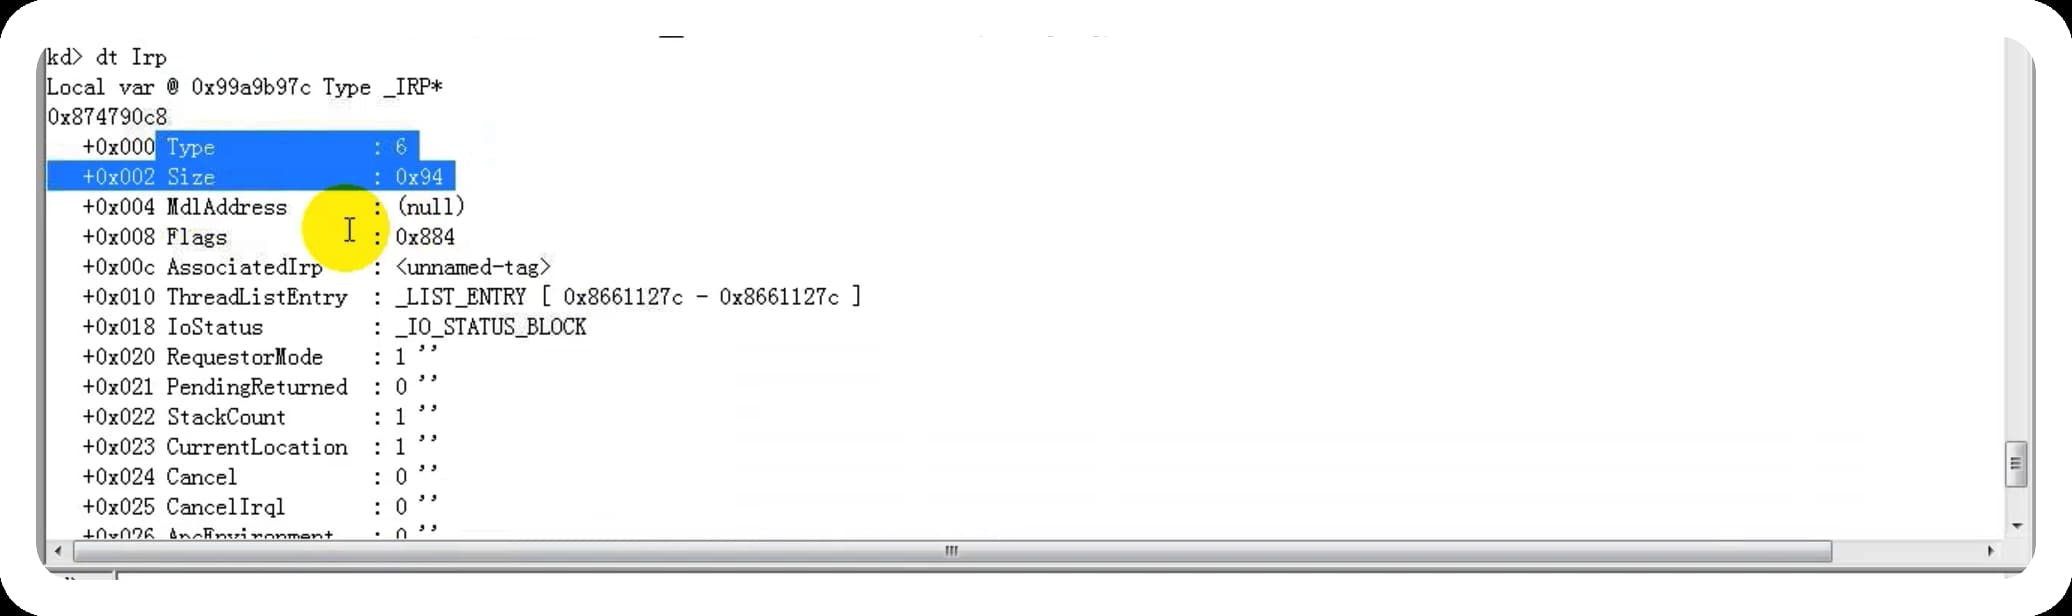 kd> dt Irp
Local var @ 0x99a9b97c Type _IRP*
0x874790c8
+0x000 Type : 6
+0x002 Size : 0x94
+0x004 MdlAddress : (null)
+0x008 Flags : 0x884
+0x00c AssociatedIrp : <unnamed-tag>
+0x010 ThreadListEntry : _LIST_ENTRY [ 0x8661127c - 0x8661127c ]
+0x018 IoStatus : _IO_STATUS_BLOCK
+0x020 RequestorMode : 1 ''
+0x021 PendingReturned : 0 ''
+0x022 StackCount : 1 ''
+0x023 CurrentLocation : 1 ''
+0x024 Cancel : 0 ''
+0x025 CancelIrql : 0 ''
+0x026 ApcEnvironment : 0 ''